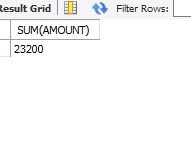 Result Grid Filter Rows:
SUM(AMOUNT)
23200